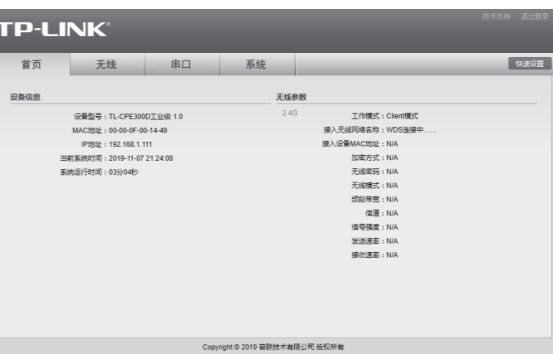 技术支持 退出登录
TP-LINK®
首页 无线 串口 系统 快速设置
设备信息
设备型号：TL-CPE300D工业级 1.0
MAC地址：00-00-0F-00-14-49
IP地址：192.168.1.111
当前系统时间：2019-11-07 21:24:08
系统运行时间：03分04秒
无线参数
2.4G
工作模式：Client模式
接入无线网络名称：WDS连接中……
接入设备MAC地址：N/A
加密方式：N/A
无线密码：N/A
无线模式：N/A
频段带宽：N/A
信道：N/A
信号强度：N/A
发送速率：N/A
接收速率：N/A
Copyright © 2019 普联技术有限公司 版权所有